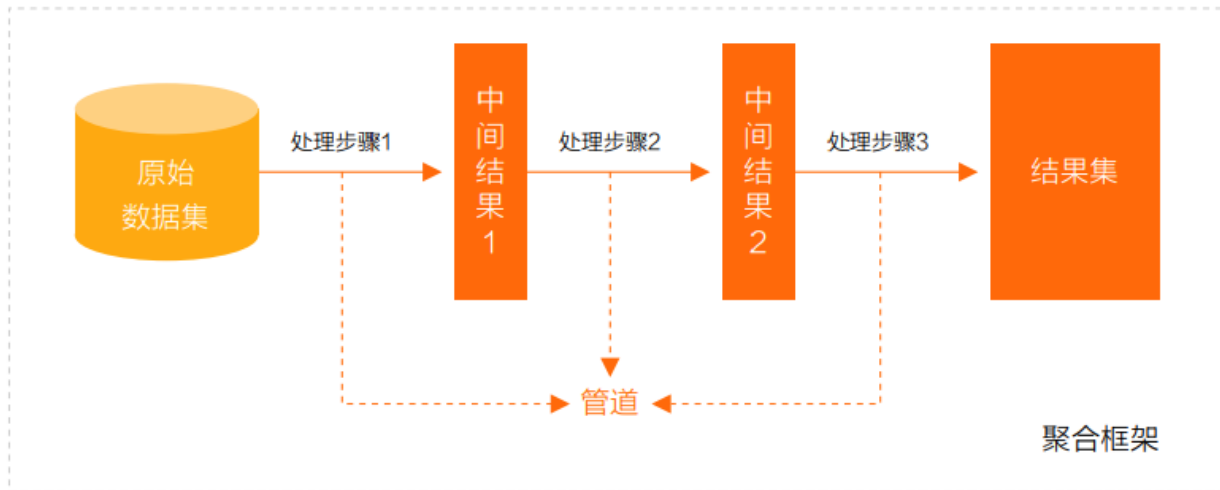 原始
数据集
处理步骤1
中间结果1
处理步骤2
中间结果2
处理步骤3
结果集
管道
聚合框架